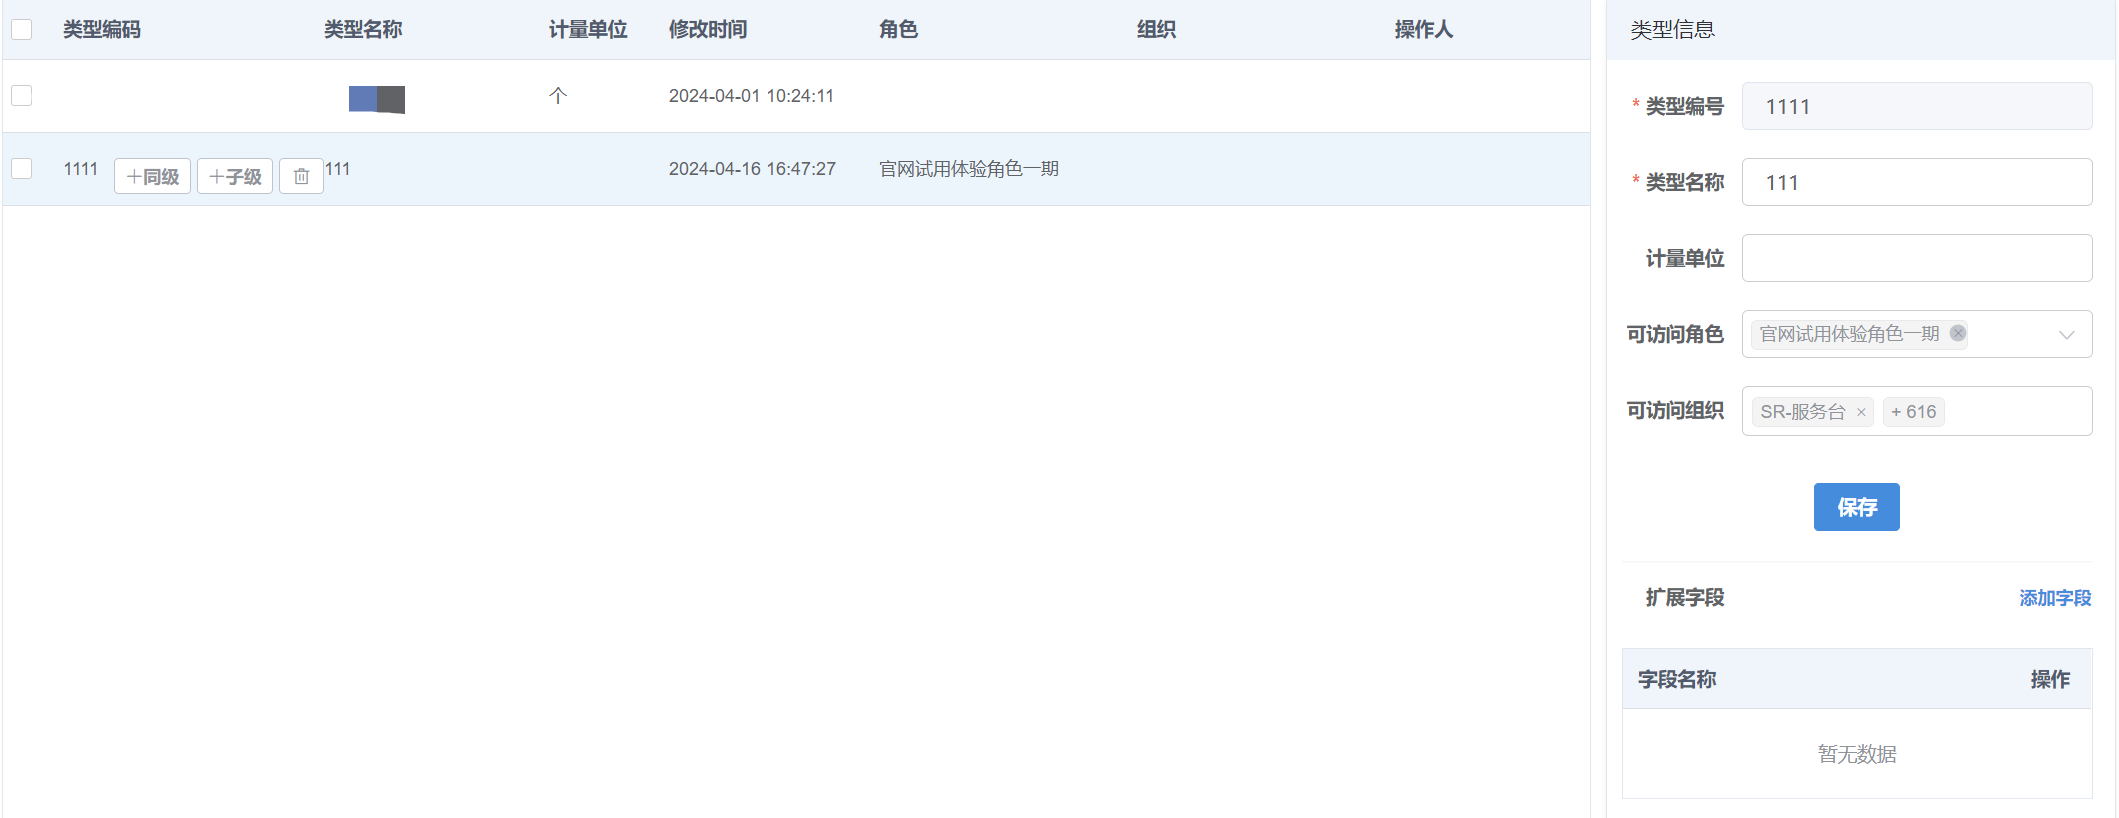 类型编码 类型名称 计量单位 修改时间 角色 组织 操作人
个 2024-04-01 10:24:11
1111 +同级 +子级 111 2024-04-16 16:47:27 官网试用体验角色一期
类型信息
* 类型编号 1111
* 类型名称 111
计量单位
可访问角色 官网试用体验角色一期
可访问组织 SR-服务台 × + 616
保存
扩展字段 添加字段
字段名称 操作
暂无数据